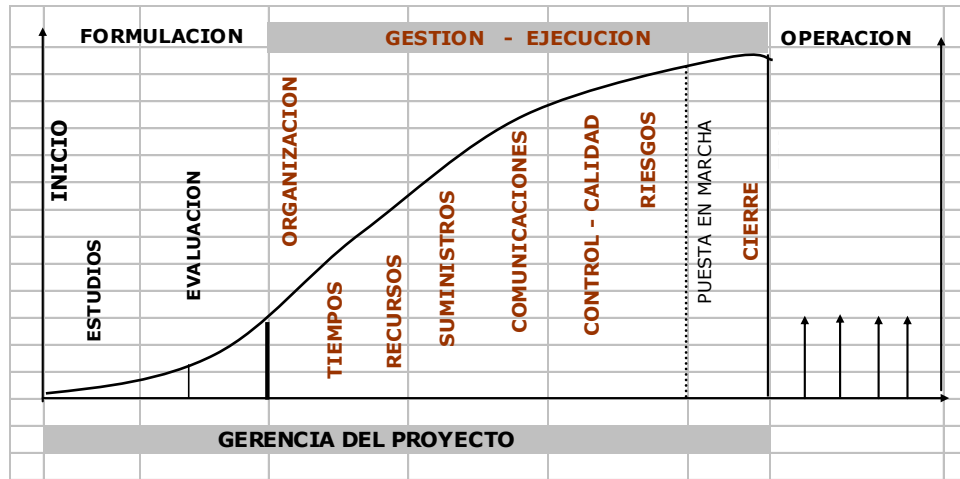 FORMULACION
GESTION - EJECUCION
OPERACION
INICIO
ESTUDIOS
EVALUACION
ORGANIZACION
TIEMPOS
RECURSOS
SUMINISTROS
COMUNICACIONES
CONTROL - CALIDAD
RIESGOS
PUESTA EN MARCHA
CIERRE
GERENCIA DEL PROYECTO